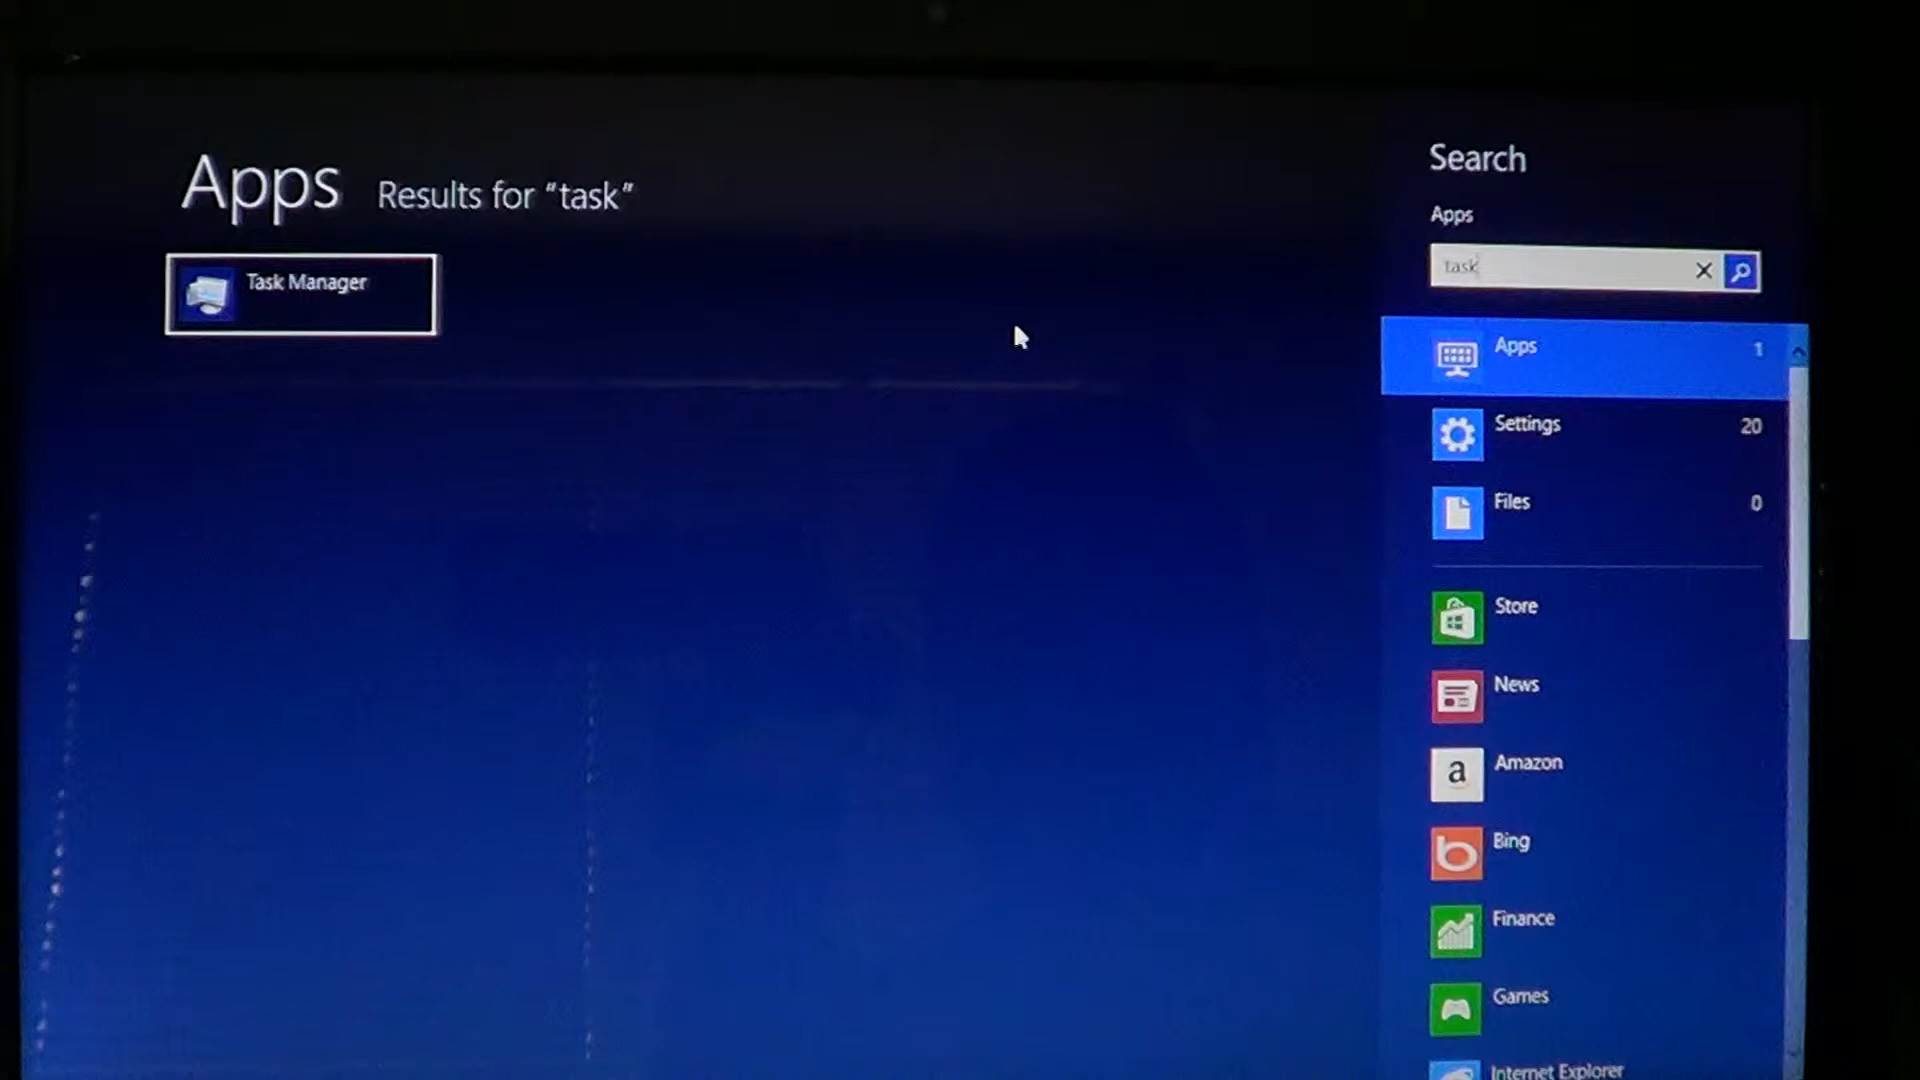 Apps Results for “task”
Task Manager
Search
Apps
task
Apps 1
Settings 20
Files 0
Store
News
Amazon
Bing
Finance
Games
Internet Explorer